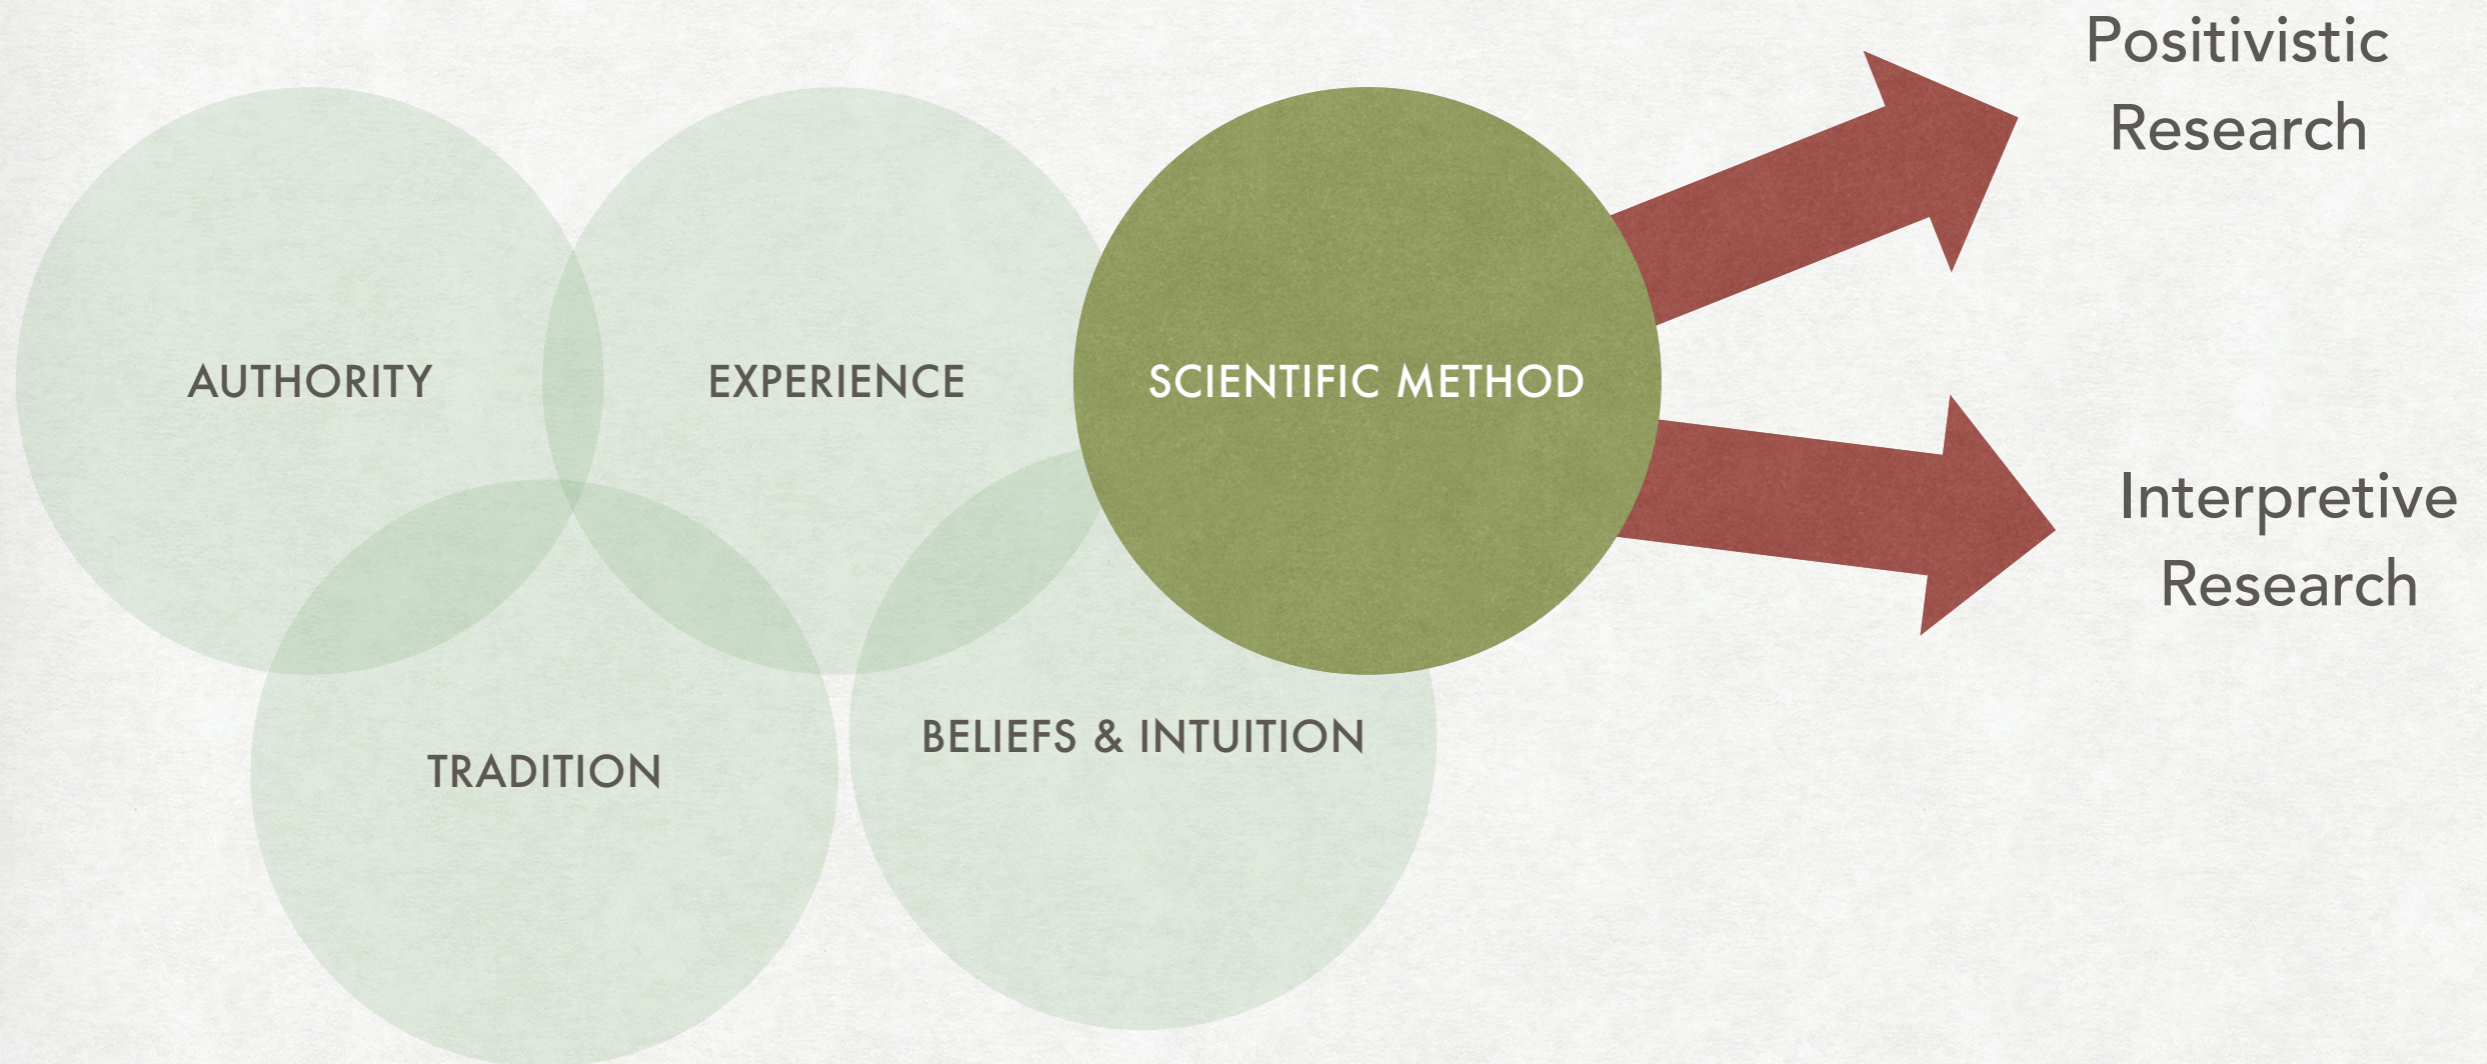 Positivistic
Research
AUTHORITY
EXPERIENCE
SCIENTIFIC METHOD
Interpretive
Research
TRADITION
BELIEFS & INTUITION